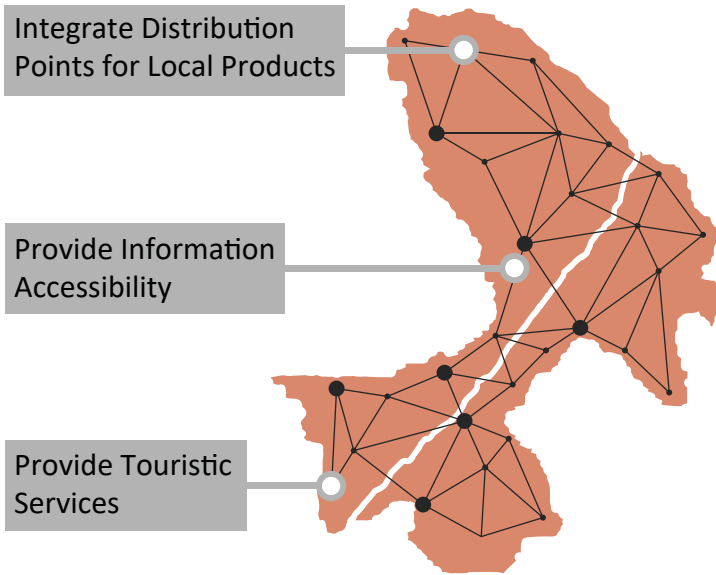 Integrate Distribution
Points for Local Products
Provide Information
Accessibility
Provide Touristic
Services